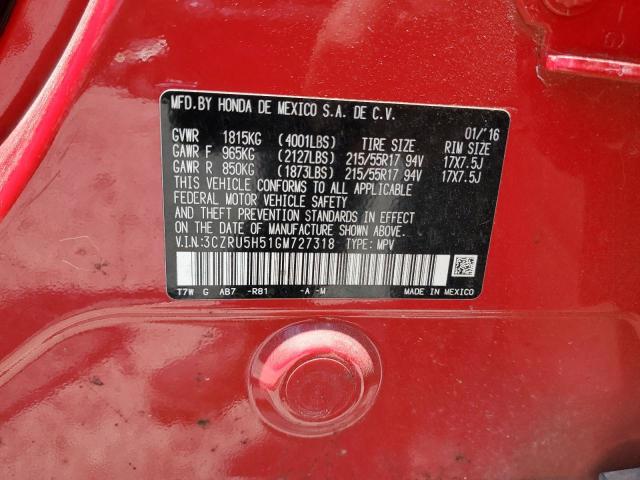 MFD.BY HONDA DE MEXICO S.A. DE C.V.
01/'16
GVWR 1815KG (4001LBS) TIRE SIZE RIM SIZE
GAWR F 965KG (2127LBS) 215/55R17 94V 17X7.5J
GAWR R 850KG (1873LBS) 215/55R17 94V 17X7.5J
THIS VEHICLE CONFORMS TO ALL APPLICABLE
FEDERAL MOTOR VEHICLE SAFETY
AND THEFT PREVENTION STANDARDS IN EFFECT
ON THE DATE OF MANUFACTURE SHOWN ABOVE.
V.I.N:3CZRU5H51GM727318 TYPE: MPV
T7W G AB7 -R81 -A -M MADE IN MEXICO